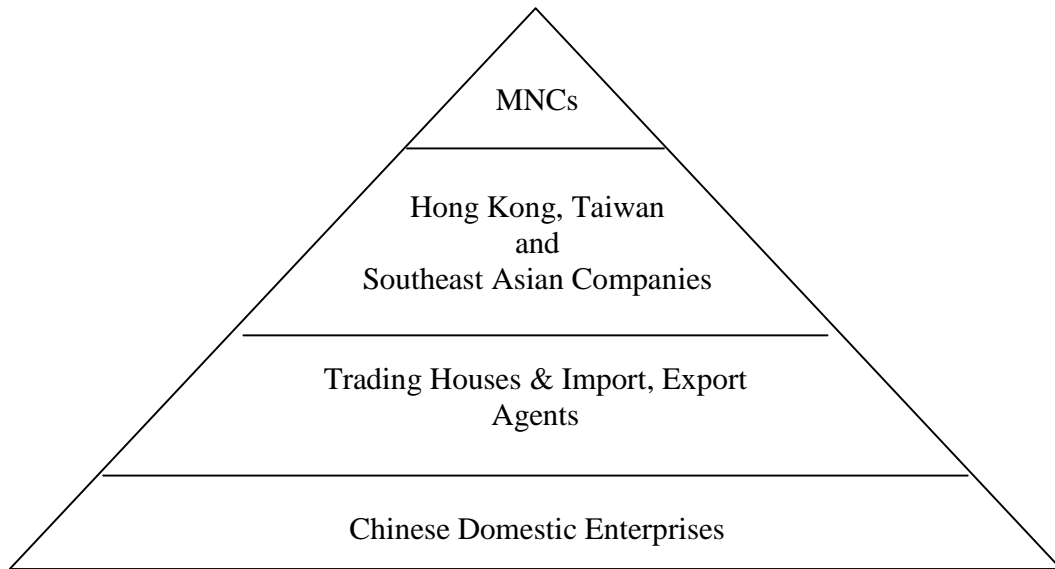 MNCs
Hong Kong, Taiwan
and
Southeast Asian Companies
Trading Houses & Import, Export
Agents
Chinese Domestic Enterprises